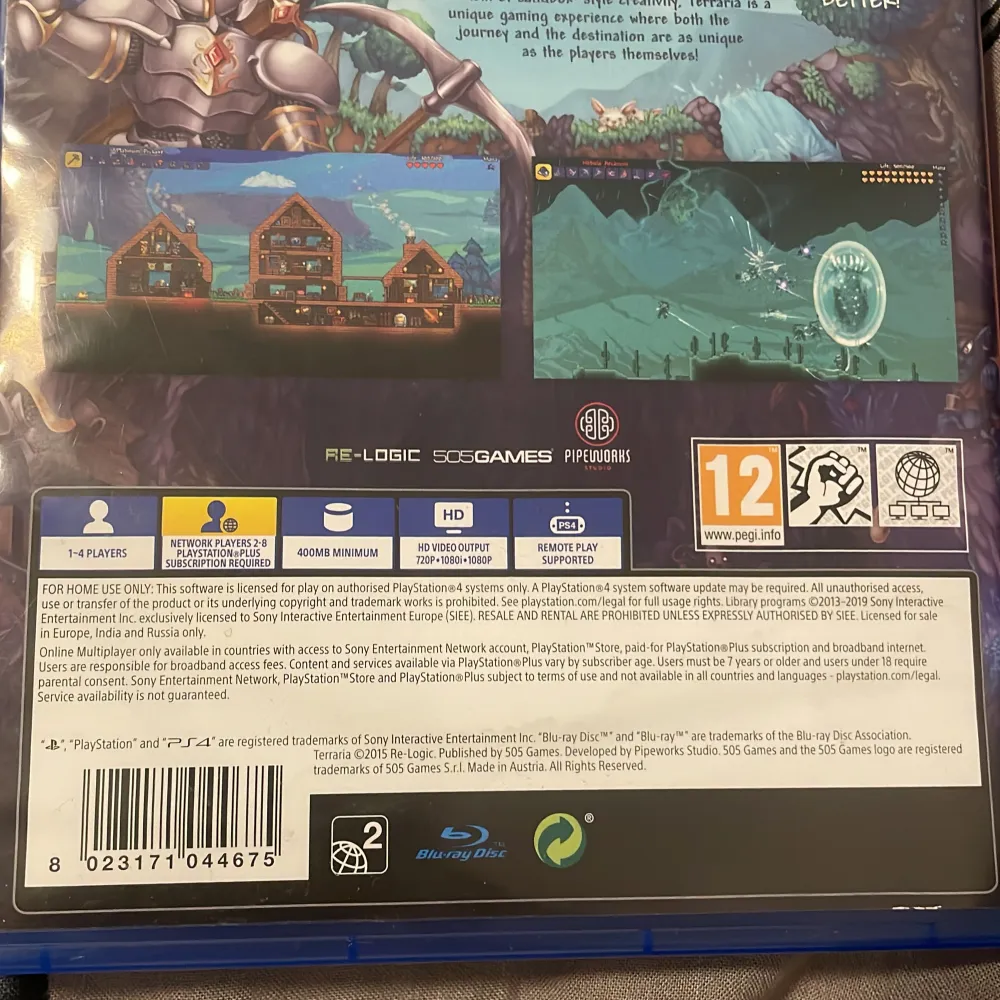 Terraria is a
BETTER!
unique gaming experience where both the
journey and the destination are as unique
as the players themselves!
RE-LOGIC 505GAMES PIPEWORKS
STUDIO
12
www.pegi.info
TM
TM
TM
1-4 PLAYERS
NETWORK PLAYERS 2-8
PLAYSTATION®PLUS
SUBSCRIPTION REQUIRED
400MB MINIMUM
HD
HD VIDEO OUTPUT
720P•1080i•1080P
PS4
REMOTE PLAY
SUPPORTED
FOR HOME USE ONLY: This software is licensed for play on authorised PlayStation®4 systems only. A PlayStation®4 system software update may be required. All unauthorised access,
use or transfer of the product or its underlying copyright and trademark works is prohibited. See playstation.com/legal for full usage rights. Library programs ©2013-2019 Sony Interactive
Entertainment Inc. exclusively licensed to Sony Interactive Entertainment Europe (SIEE). RESALE AND RENTAL ARE PROHIBITED UNLESS EXPRESSLY AUTHORISED BY SIEE. Licensed for sale
in Europe, India and Russia only.
Online Multiplayer only available in countries with access to Sony Entertainment Network account, PlayStation™Store, paid-for PlayStation®Plus subscription and broadband internet.
Users are responsible for broadband access fees. Content and services available via PlayStation®Plus vary by subscriber age. Users must be 7 years or older and users under 18 require
parental consent. Sony Entertainment Network, PlayStation™Store and PlayStation®Plus subject to terms of use and not available in all countries and languages - playstation.com/legal.
Service availability is not guaranteed.
"PlayStation" and "PS4" are registered trademarks of Sony Interactive Entertainment Inc. "Blu-ray Disc™" and "Blu-ray™" are trademarks of the Blu-ray Disc Association.
Terraria ©2015 Re-Logic. Published by 505 Games. Developed by Pipeworks Studio. 505 Games and the 505 Games logo are registered
trademarks of 505 Games S.r.l. Made in Austria. All Rights Reserved.
8 023171 044675
2
Blu-ray Disc
TM
®